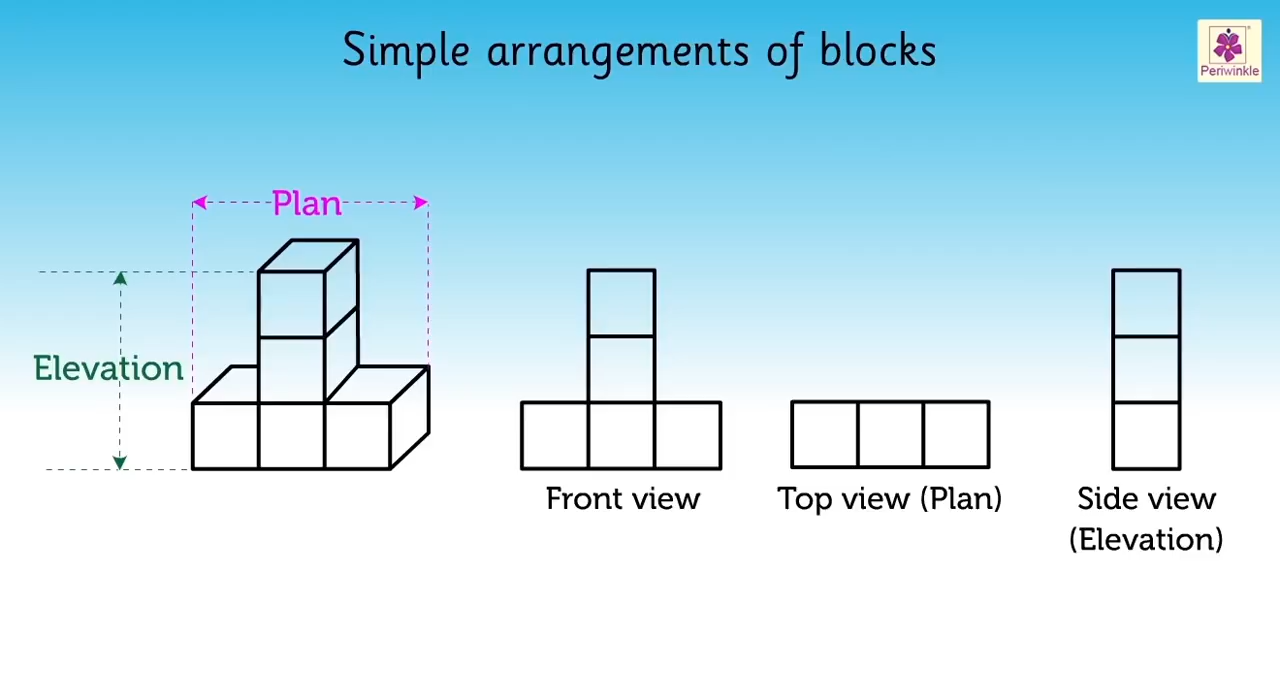 Simple arrangements of blocks
Periwinkle
Plan
Elevation
Front view
Top view (Plan)
Side view
(Elevation)